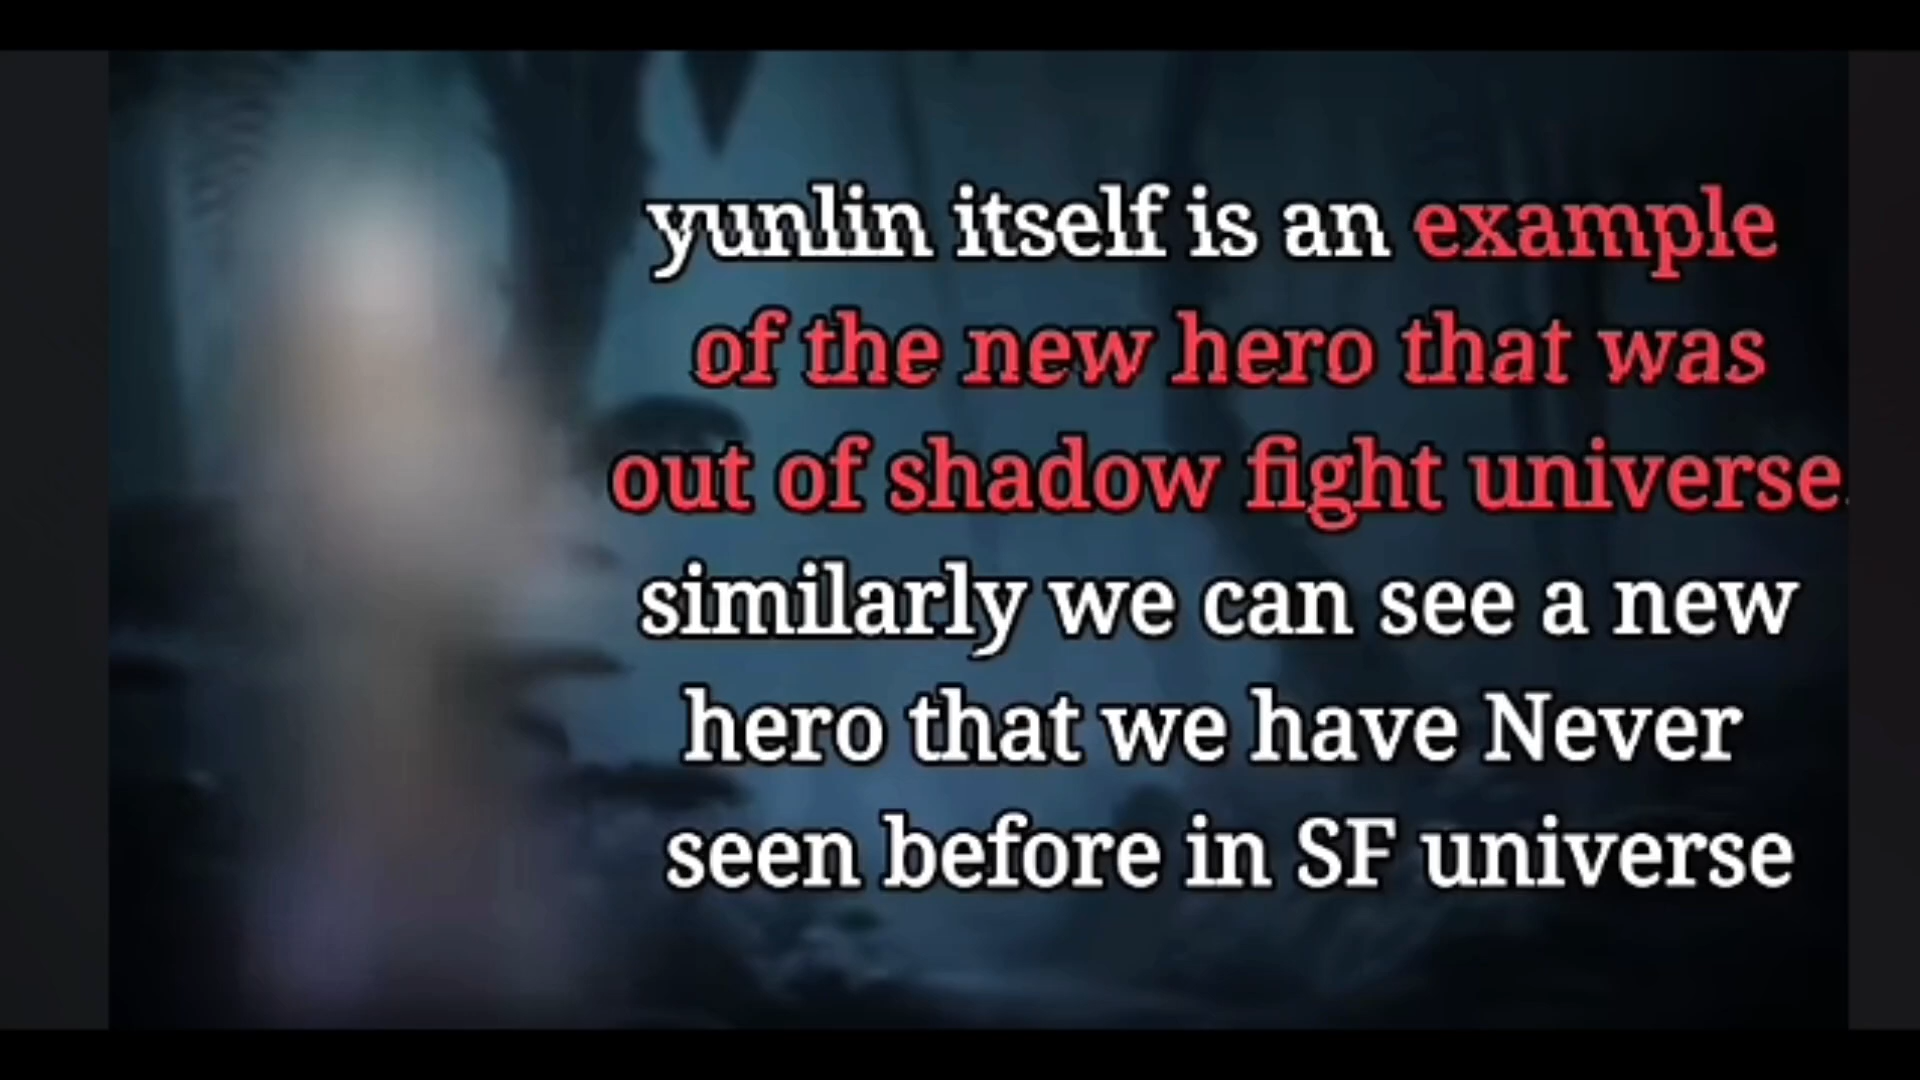 yunlin itself is an example
of the new hero that was
out of shadow fight universe.
similarly we can see a new
hero that we have Never
seen before in SF universe